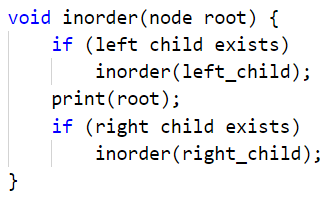 void inorder(node root) {
    if (left child exists)
        inorder(left_child);
    print(root);
    if (right child exists)
        inorder(right_child);
}